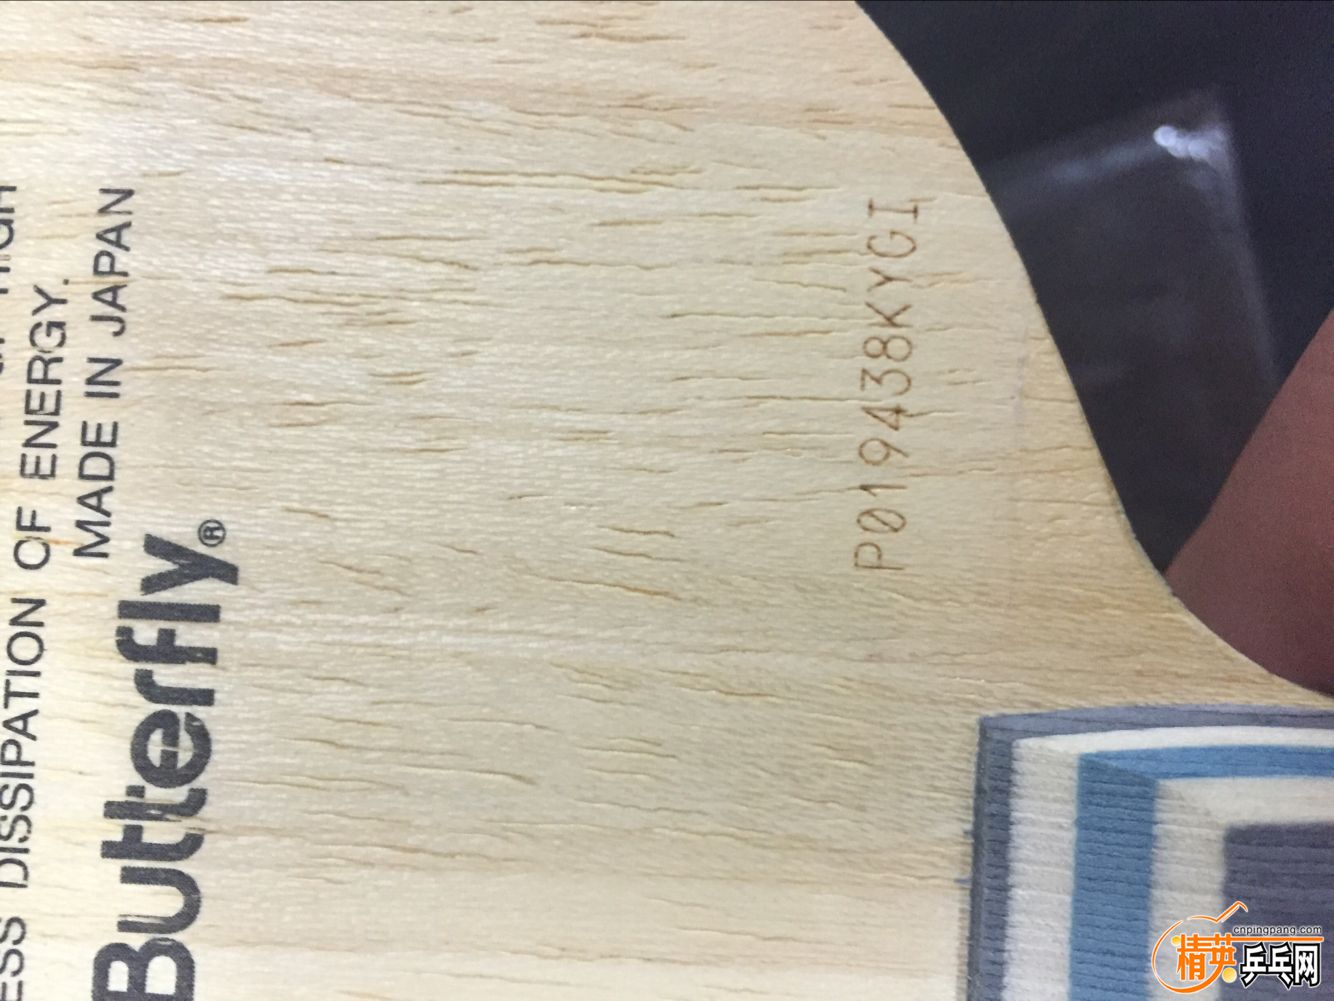 ESS DISSIPATION OF ENERGY.
MADE IN JAPAN
Butterfly®
P019438KYGI
cnpingpang.com
精英乒乓网